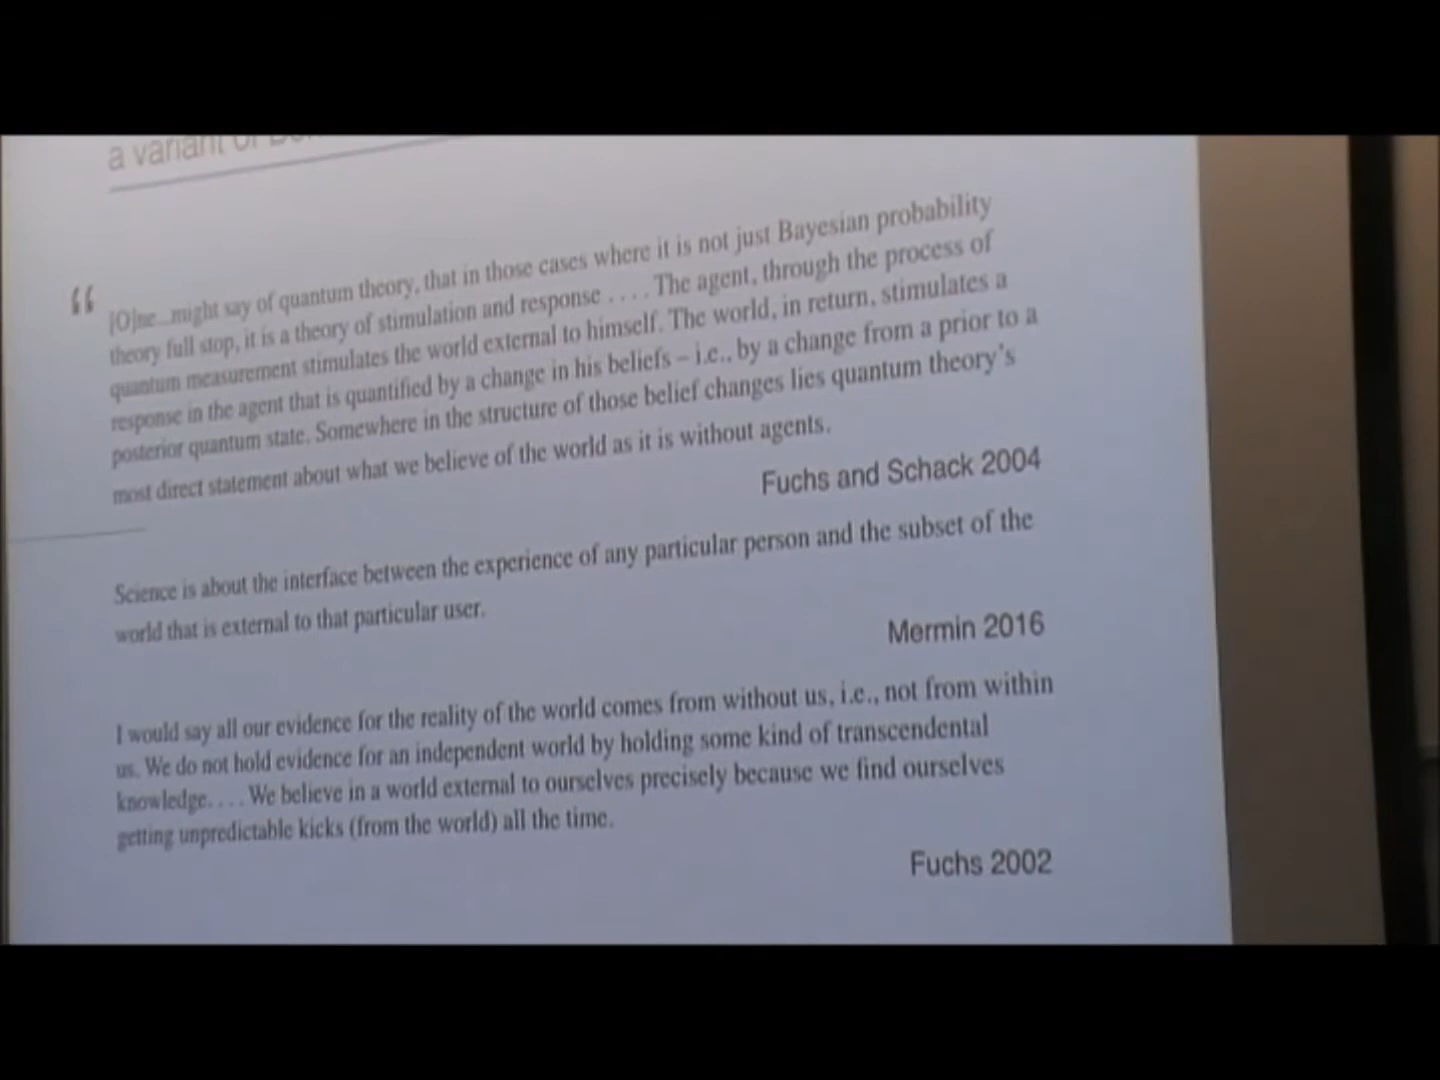 a variant of
“ [O]ne might say of quantum theory, that in those cases where it is not just Bayesian probability
theory full stop, it is a theory of stimulation and response . . . . The agent, through the process of
quantum measurement stimulates the world external to himself. The world, in return, stimulates a
response in the agent that is quantified by a change in his beliefs – i.e., by a change from a prior to a
posterior quantum state. Somewhere in the structure of those belief changes lies quantum theory's
most direct statement about what we believe of the world as it is without agents.
Fuchs and Schack 2004
Science is about the interface between the experience of any particular person and the subset of the
world that is external to that particular user.
Mermin 2016
I would say all our evidence for the reality of the world comes from without us, i.e., not from within
us. We do not hold evidence for an independent world by holding some kind of transcendental
knowledge. . . . We believe in a world external to ourselves precisely because we find ourselves
getting unpredictable kicks (from the world) all the time.
Fuchs 2002